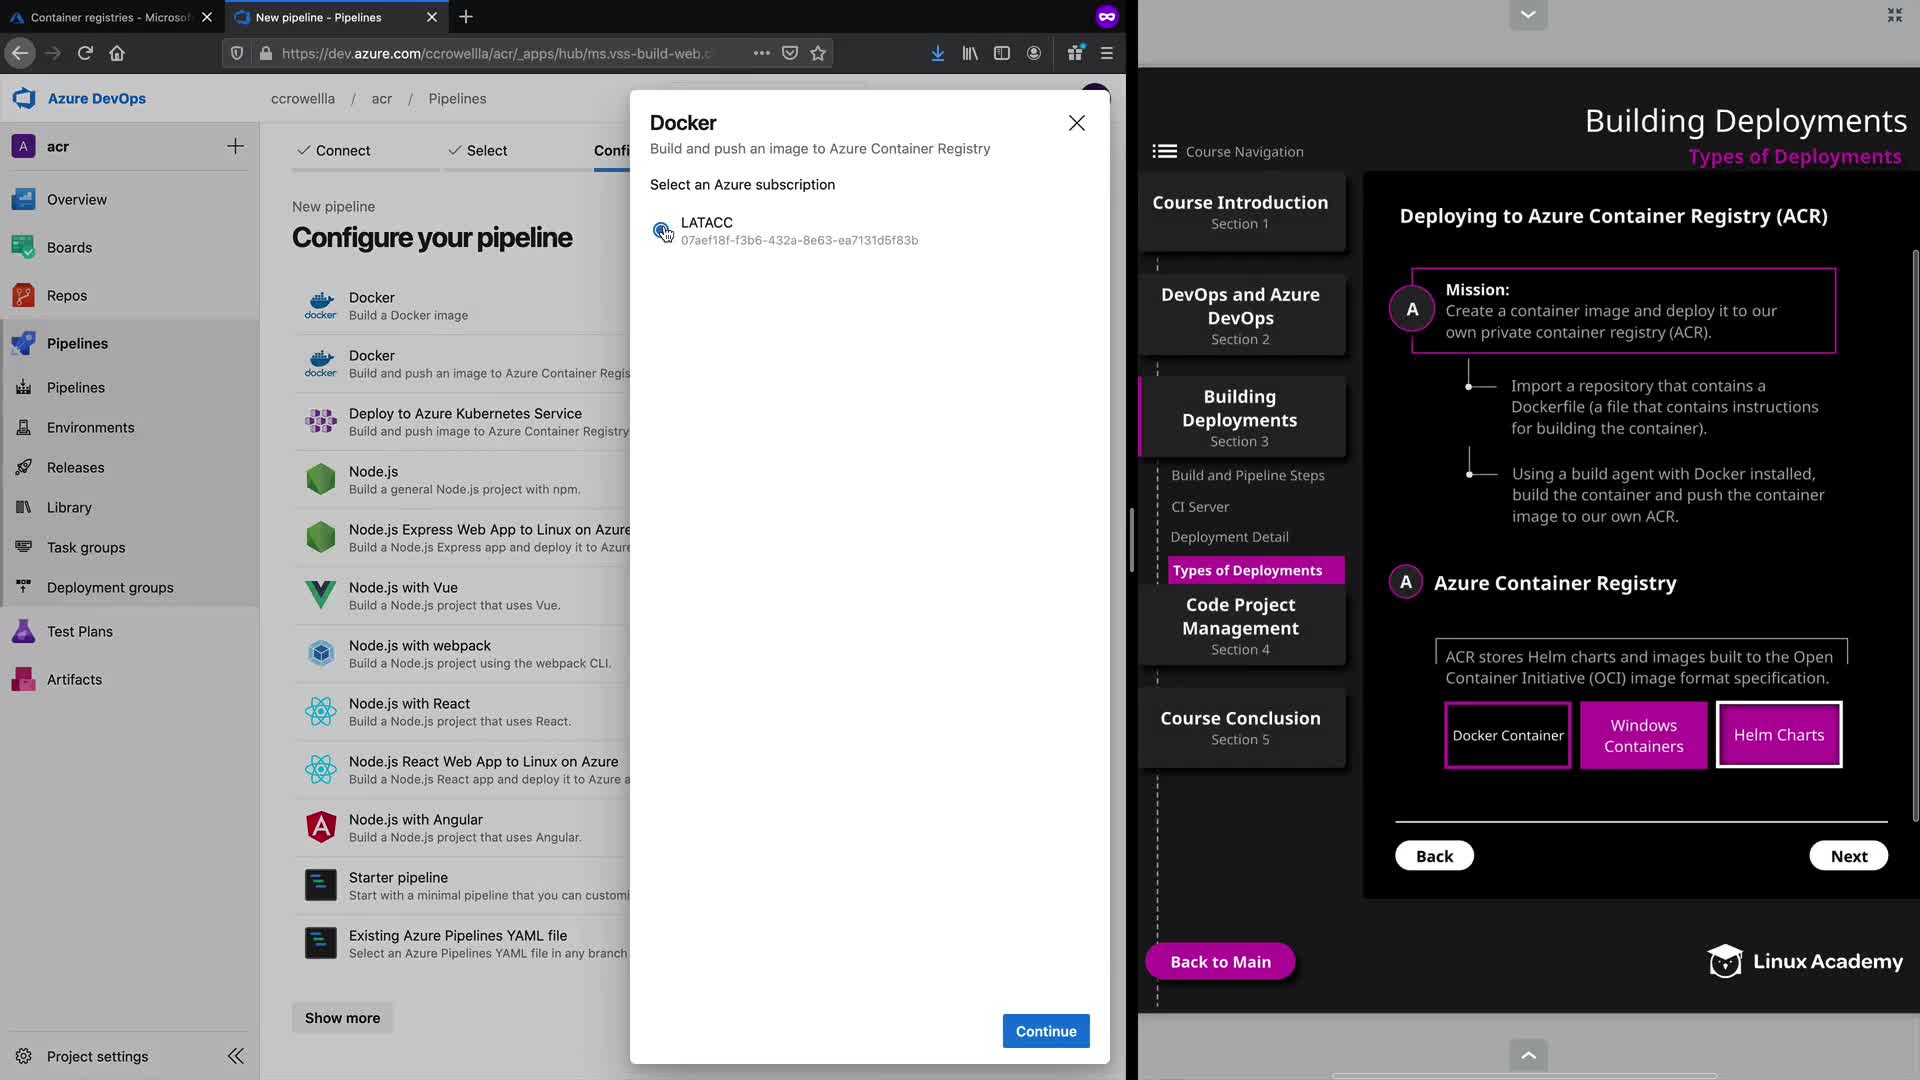 Container registries - Microsof
New pipeline - Pipelines
https://dev.azure.com/ccrowellla/acr/_apps/hub/ms.vss-build-web.c
Azure DevOps
ccrowellla / acr / Pipelines
A
acr
Overview
Boards
Repos
Pipelines
Pipelines
Environments
Releases
Library
Task groups
Deployment groups
Test Plans
Artifacts
Project settings
Connect
Select
Confi
New pipeline
Configure your pipeline
docker
Docker
Build a Docker image
docker
Docker
Build and push an image to Azure Container Regis
Deploy to Azure Kubernetes Service
Build and push image to Azure Container Registry
Node.js
Build a general Node.js project with npm.
Node.js Express Web App to Linux on Azure
Build a Node.js Express app and deploy it to Azure
Node.js with Vue
Build a Node.js project that uses Vue.
Node.js with webpack
Build a Node.js project using the webpack CLI.
Node.js with React
Build a Node.js project that uses React.
Node.js React Web App to Linux on Azure
Build a Node.js React app and deploy it to Azure a
Node.js with Angular
Build a Node.js project that uses Angular.
Starter pipeline
Start with a minimal pipeline that you can customi
Existing Azure Pipelines YAML file
Select an Azure Pipelines YAML file in any branch
Show more
Docker
Build and push an image to Azure Container Registry
Select an Azure subscription
LATACC
07aef18f-f3b6-432a-8e63-ea7131d5f83b
Continue
Building Deployments
Types of Deployments
Course Navigation
Course Introduction
Section 1
DevOps and Azure
DevOps
Section 2
Building
Deployments
Section 3
Build and Pipeline Steps
CI Server
Deployment Detail
Types of Deployments
Code Project
Management
Section 4
Course Conclusion
Section 5
Back to Main
Deploying to Azure Container Registry (ACR)
A
Mission:
Create a container image and deploy it to our
own private container registry (ACR).
Import a repository that contains a
Dockerfile (a file that contains instructions
for building the container).
Using a build agent with Docker installed,
build the container and push the container
image to our own ACR.
A
Azure Container Registry
ACR stores Helm charts and images built to the Open
Container Initiative (OCI) image format specification.
Docker Container
Windows
Containers
Helm Charts
Back
Next
Linux Academy